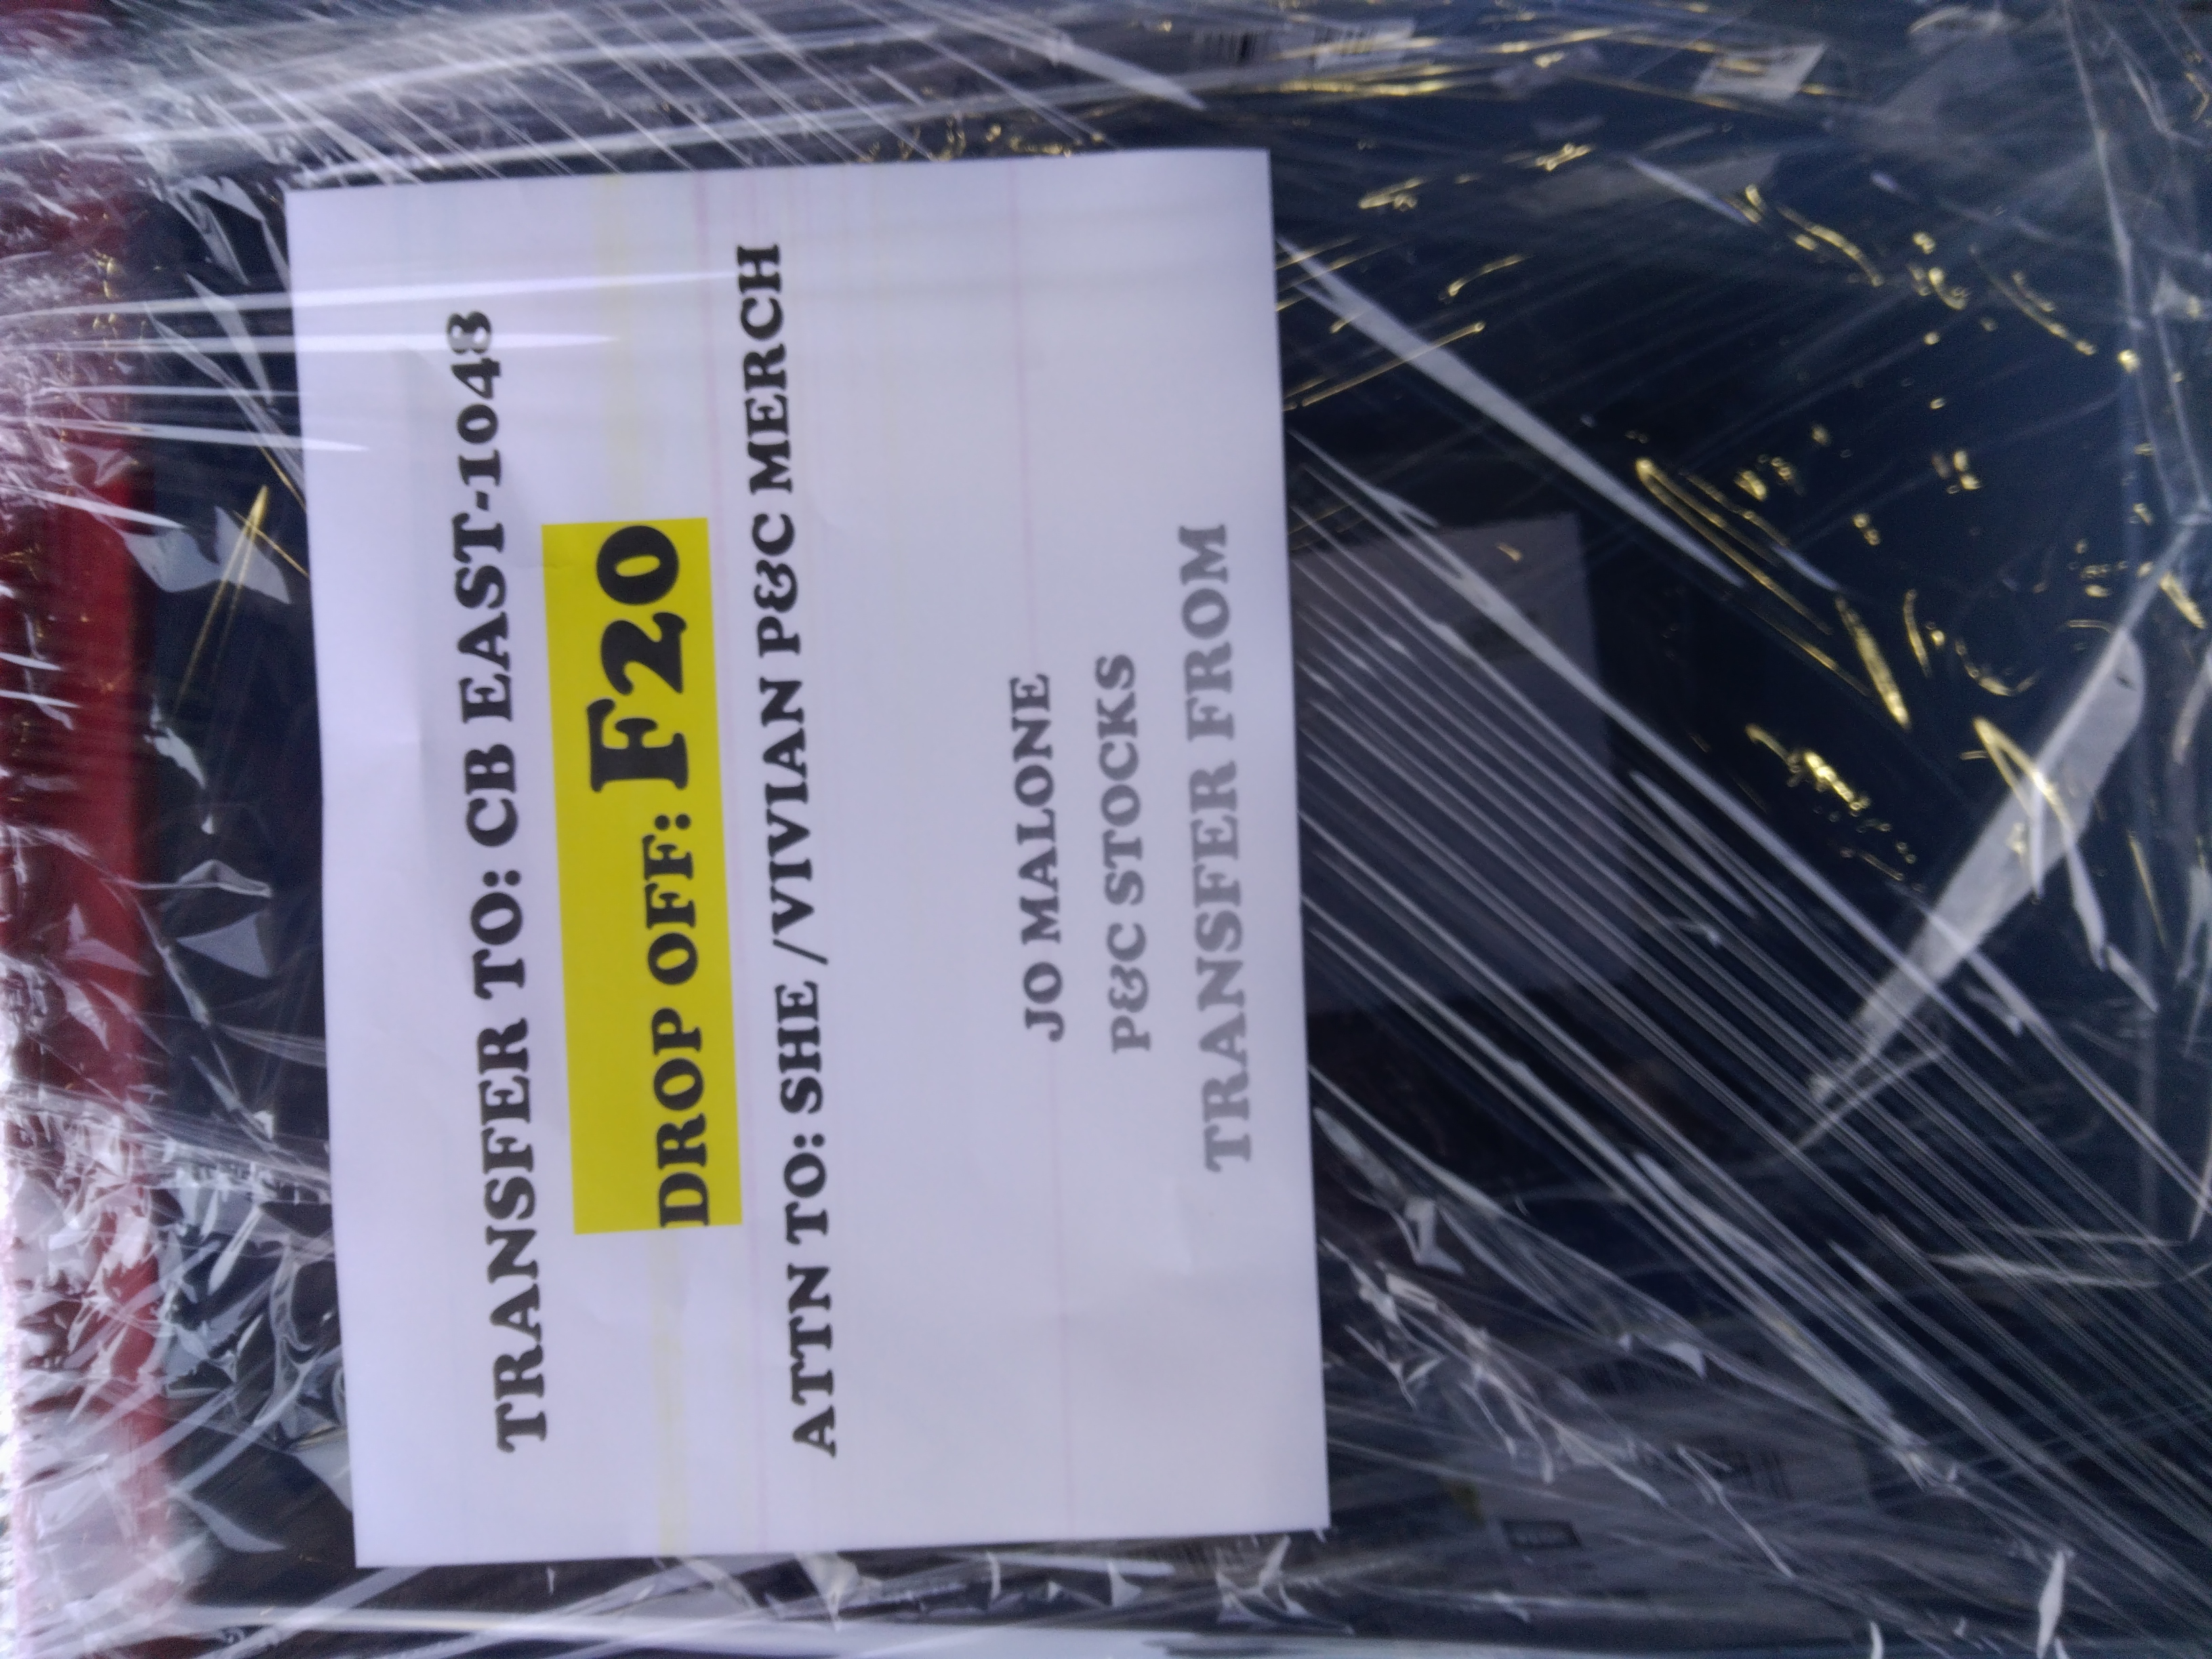 TRANSFER TO: CB EAST-1048
DROP OFF: F20
ATTN TO: SHE /VIVIAN P&C MERCH
JO MALONE
P&C STOCKS
TRANSFER FROM